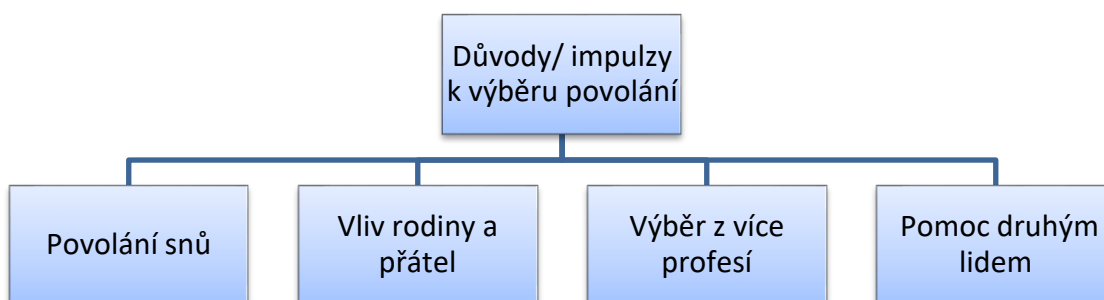 Důvody/ impulzy
k výběru povolání
Povolání snů
Vliv rodiny a
přátel
Výběr z více
profesí
Pomoc druhým
lidem